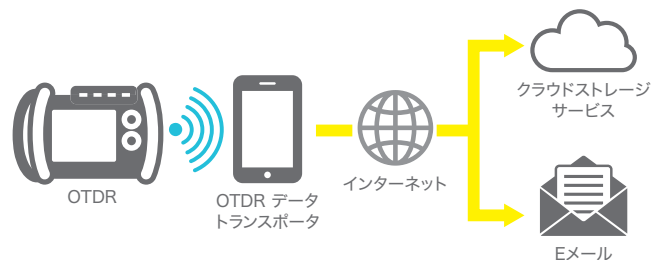 OTDR
OTDR データ
トランスポータ
インターネット
クラウドストレージ
サービス
Eメール